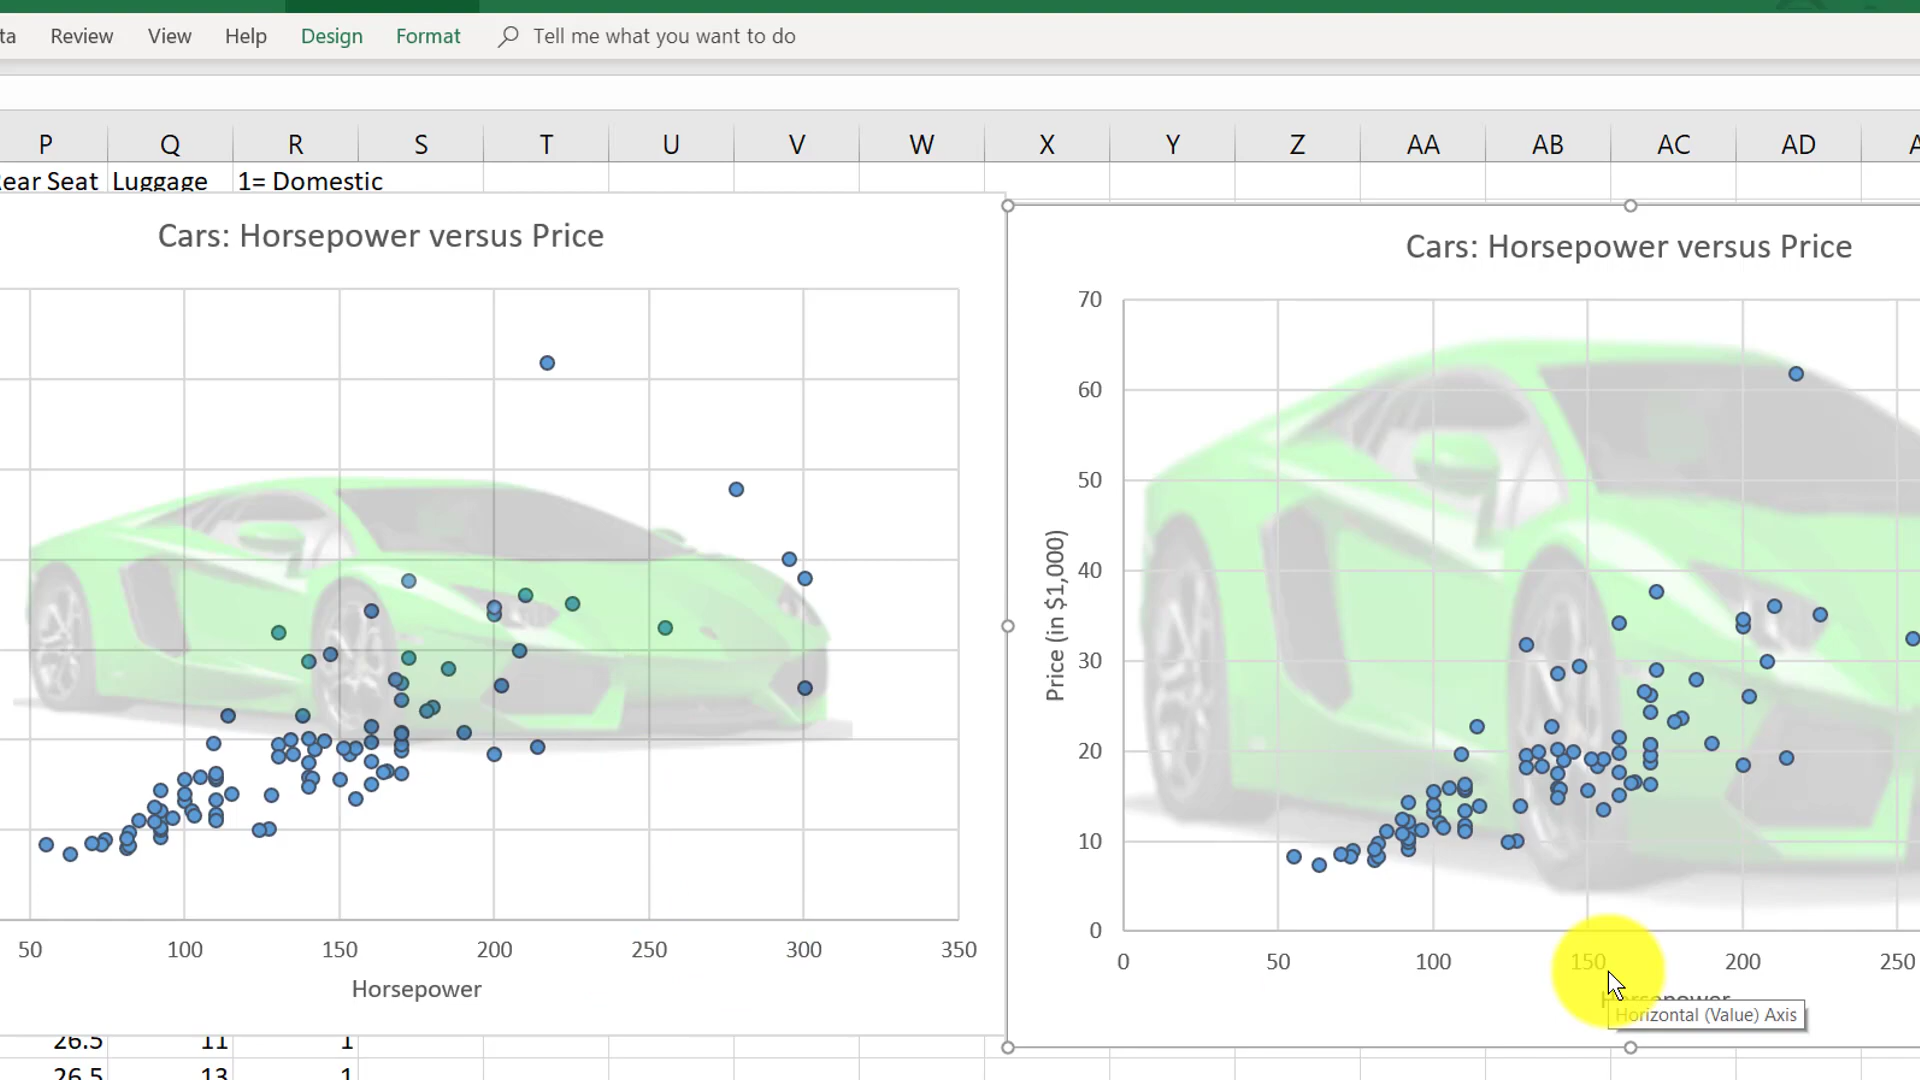 ta Review View Help Design Format Tell me what you want to do
P Q R S T U V W X Y Z AA AB AC AD A
ear Seat Luggage 1= Domestic
Cars: Horsepower versus Price
50 100 150 200 250 300 350
Horsepower
Cars: Horsepower versus Price
70
60
50
40
30
20
10
0
Price (in $1,000)
0 50 100 150 200 250
Horsepower
Horizontal (Value) Axis
26.5 11 1
26.5 13 1